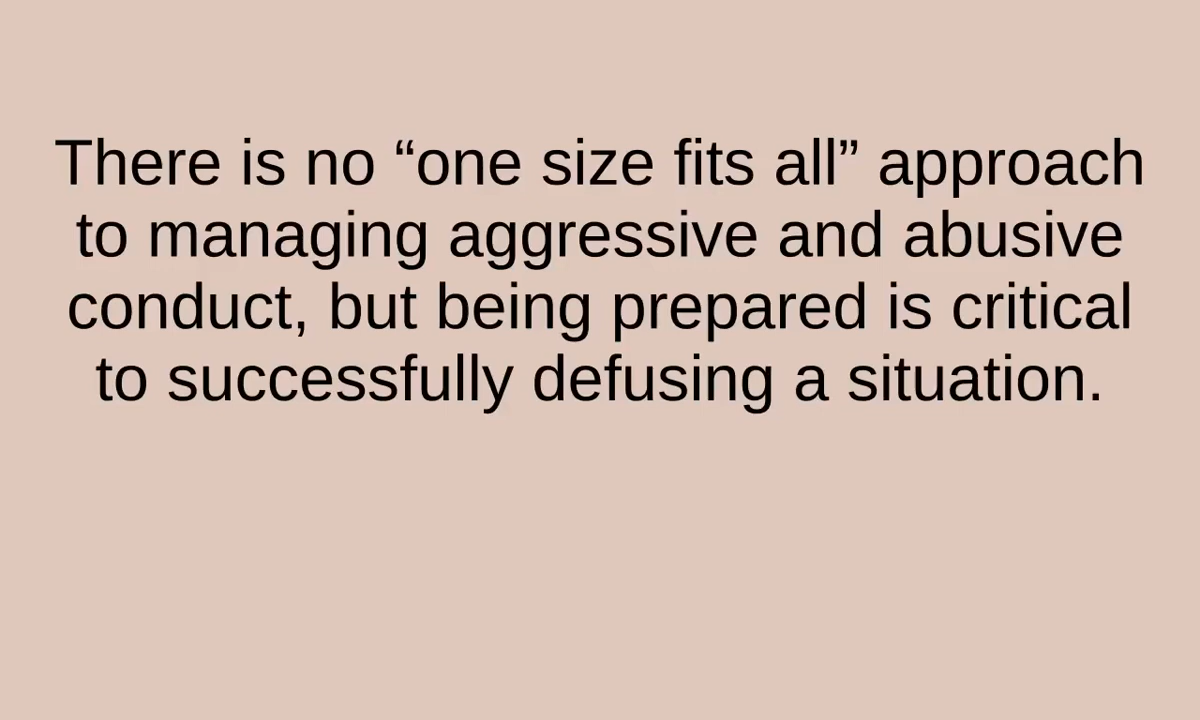 There is no “one size fits all” approach
to managing aggressive and abusive
conduct, but being prepared is critical
to successfully defusing a situation.